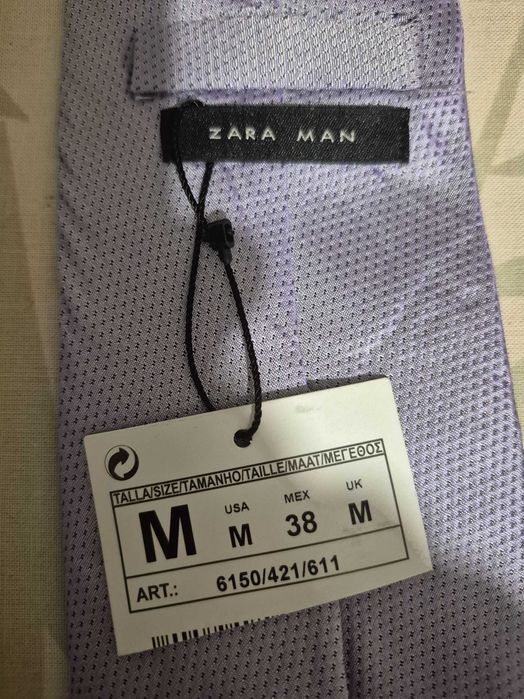 ZARA MAN
TALLA/SIZE/TAMANHO/TAILLE/MAAT/ΜΕΓΕΘΟΣ
M USA M MEX 38 UK M
ART.: 6150/421/611